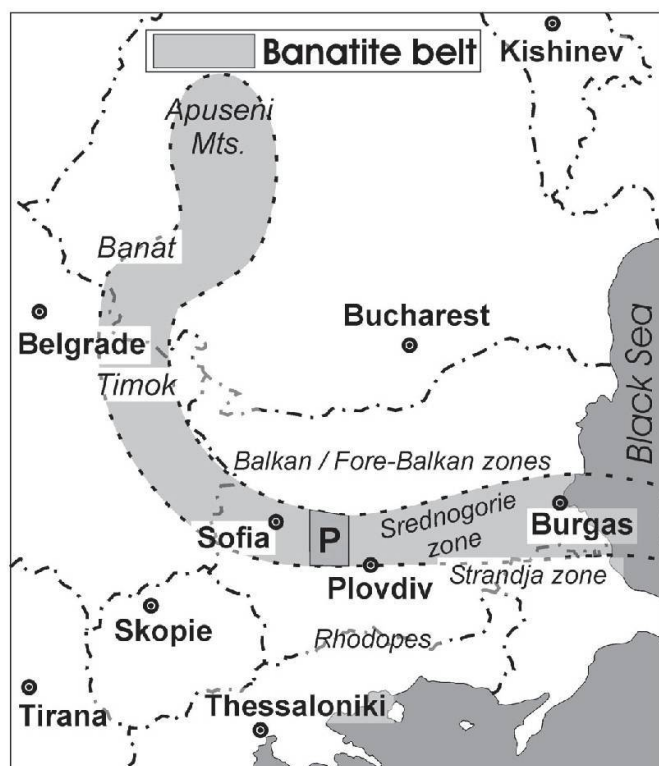 Banatite belt
Kishinev
Apuseni
Mts.
Banat
Belgrade
Bucharest
Timok
Black Sea
Balkan / Fore-Balkan zones
Sofia
P
Srednogorie
zone
Burgas
Plovdiv
Strandja zone
Skopie
Rhodopes
Tirana
Thessaloniki